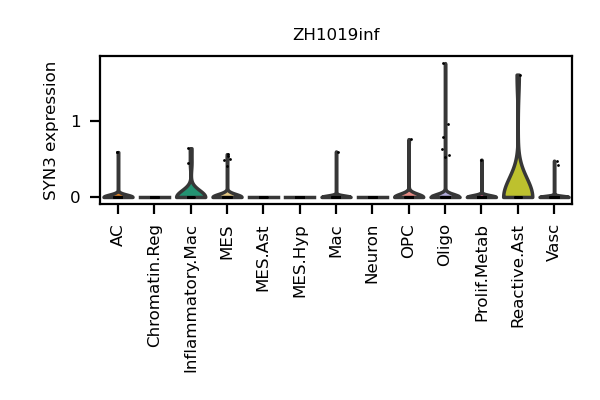 ZH1019inf
SYN3 expression
1
0
AC
Chromatin.Reg
Inflammatory.Mac
MES
MES.Ast
MES.Hyp
Mac
Neuron
OPC
Oligo
Prolif.Metab
Reactive.Ast
Vasc